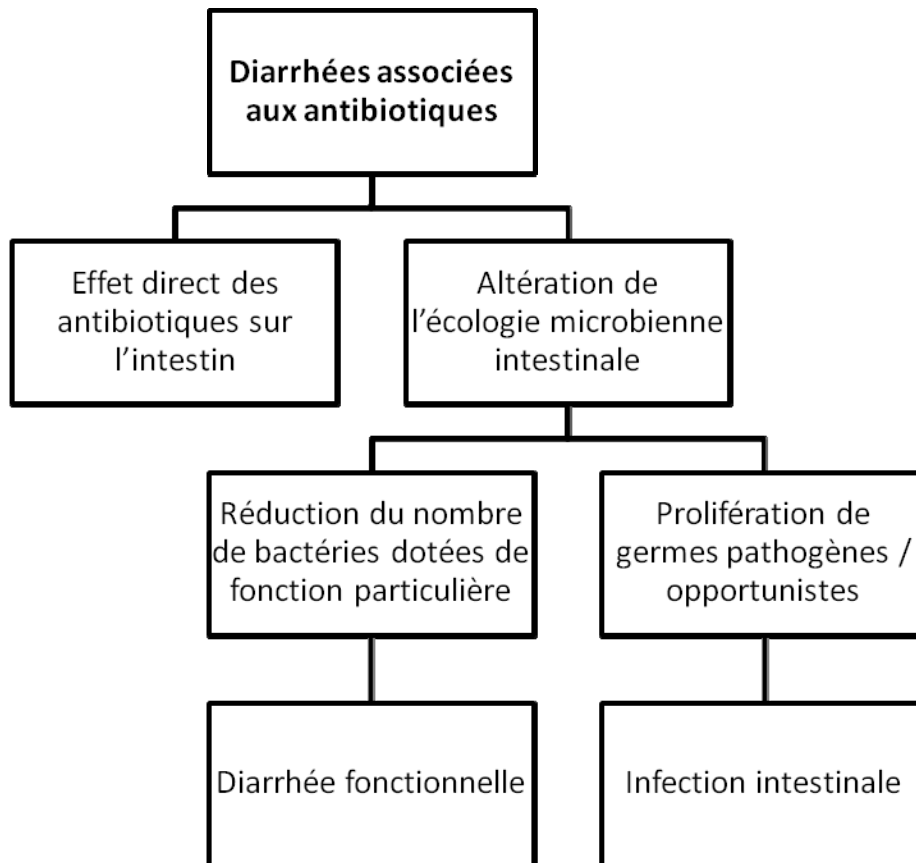 Diarrhées associées
aux antibiotiques
Effet direct des
antibiotiques sur
l'intestin
Altération de
l'écologie microbienne
intestinale
Réduction du nombre
de bactéries dotées de
fonction particulière
Prolifération de
germes pathogènes /
opportunistes
Diarrhée fonctionnelle
Infection intestinale